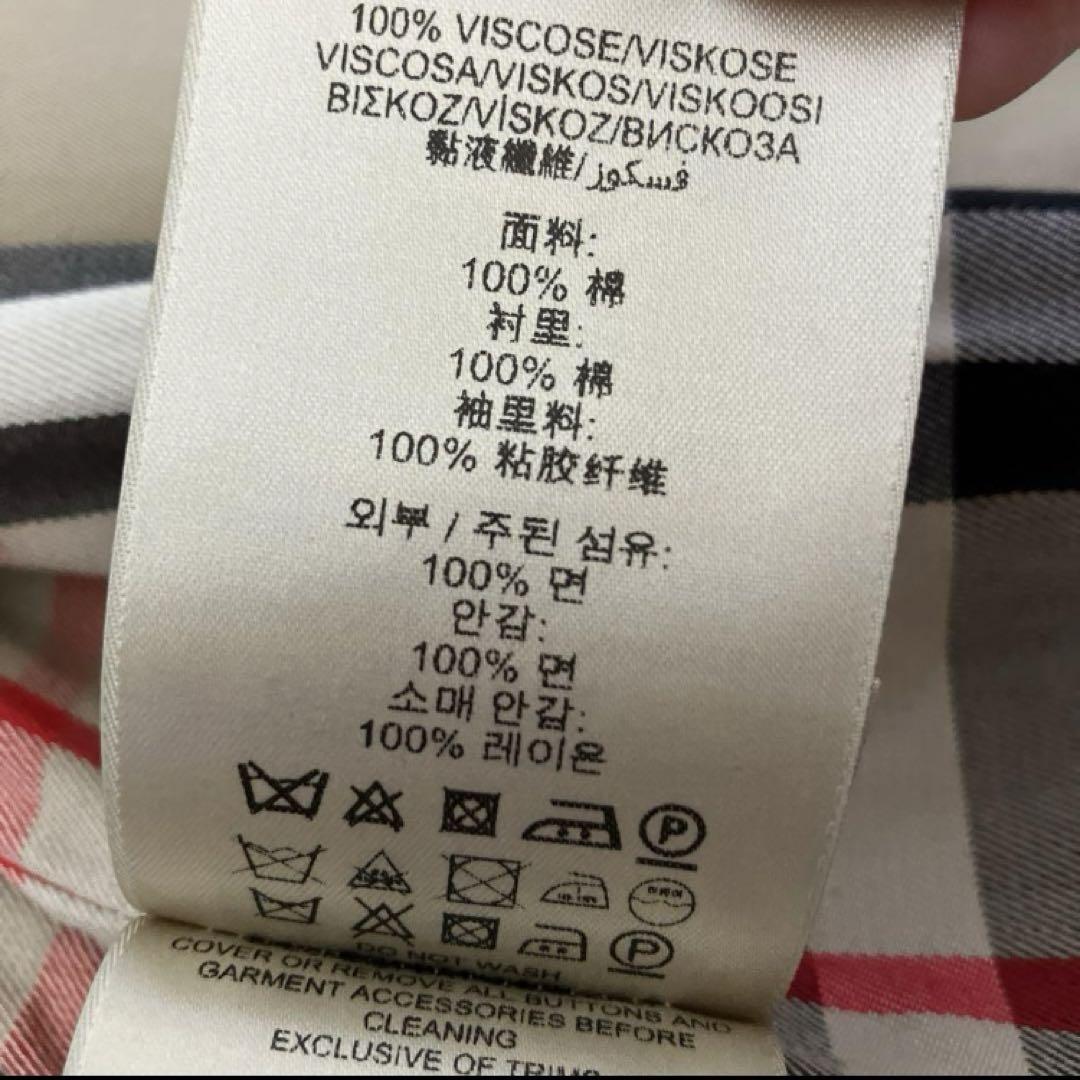 100% VISCOSE/VISKOSE
VISCOSA/VISKOS/VISKOOSI
ΒΙΣΚΟΖ/VİSKOZ/ВИСКОЗА
黏液纖維/فسكوز
面料:
100% 棉
衬里:
100% 棉
袖里料:
100% 粘胶纤维
외부 / 주된 섬유:
100% 면
안감:
100% 면
소매 안감:
100% 레이온
P
P
DO NOT WASH
COVER OR REMOVE ALL BUTTONS AND
GARMENT ACCESSORIES BEFORE
CLEANING
EXCLUSIVE OF TRIMS